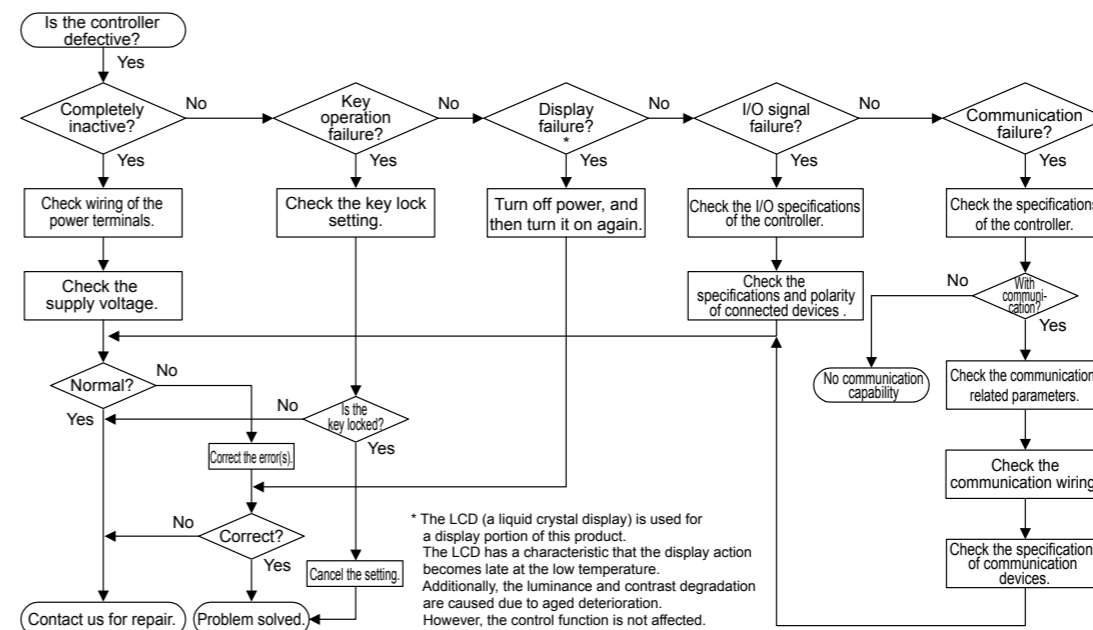 Is the controller
defective?
Yes
Completely
inactive?
No
Yes
Key
operation
failure?
No
Yes
Display
failure?
*
No
Yes
I/O signal
failure?
No
Yes
Communication
failure?
Yes
Check wiring of the
power terminals.
Check the key lock
setting.
Turn off power, and
then turn it on again.
Check the I/O specifications
of the controller.
Check the specifications
of the controller.
Check the
supply voltage.
Check the
specifications and polarity
of connected devices .
No
With
communi-
cation?
Yes
Normal?
No
Yes
No
Is the
key locked?
Yes
No communication
capability
Check the communication
related parameters.
Correct the error(s).
Check the
communication wiring
No
Correct?
Yes
Cancel the setting.
Check the specification
of communication
devices.
* The LCD (a liquid crystal display) is used for
a display portion of this product.
The LCD has a characteristic that the display action
becomes late at the low temperature.
Additionally, the luminance and contrast degradation
are caused due to aged deterioration.
However, the control function is not affected.
Contact us for repair.
Problem solved.